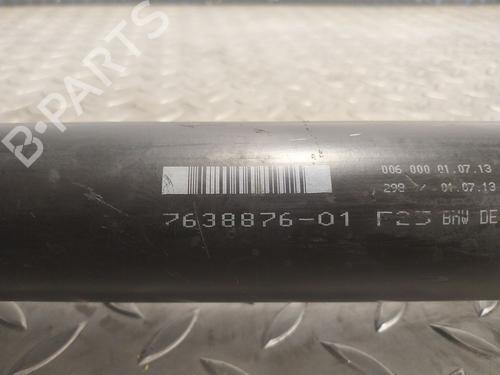 B-PARTS
006 000 01.07.13
299 / 01.07.13
7638876-01 F25 BMW DE